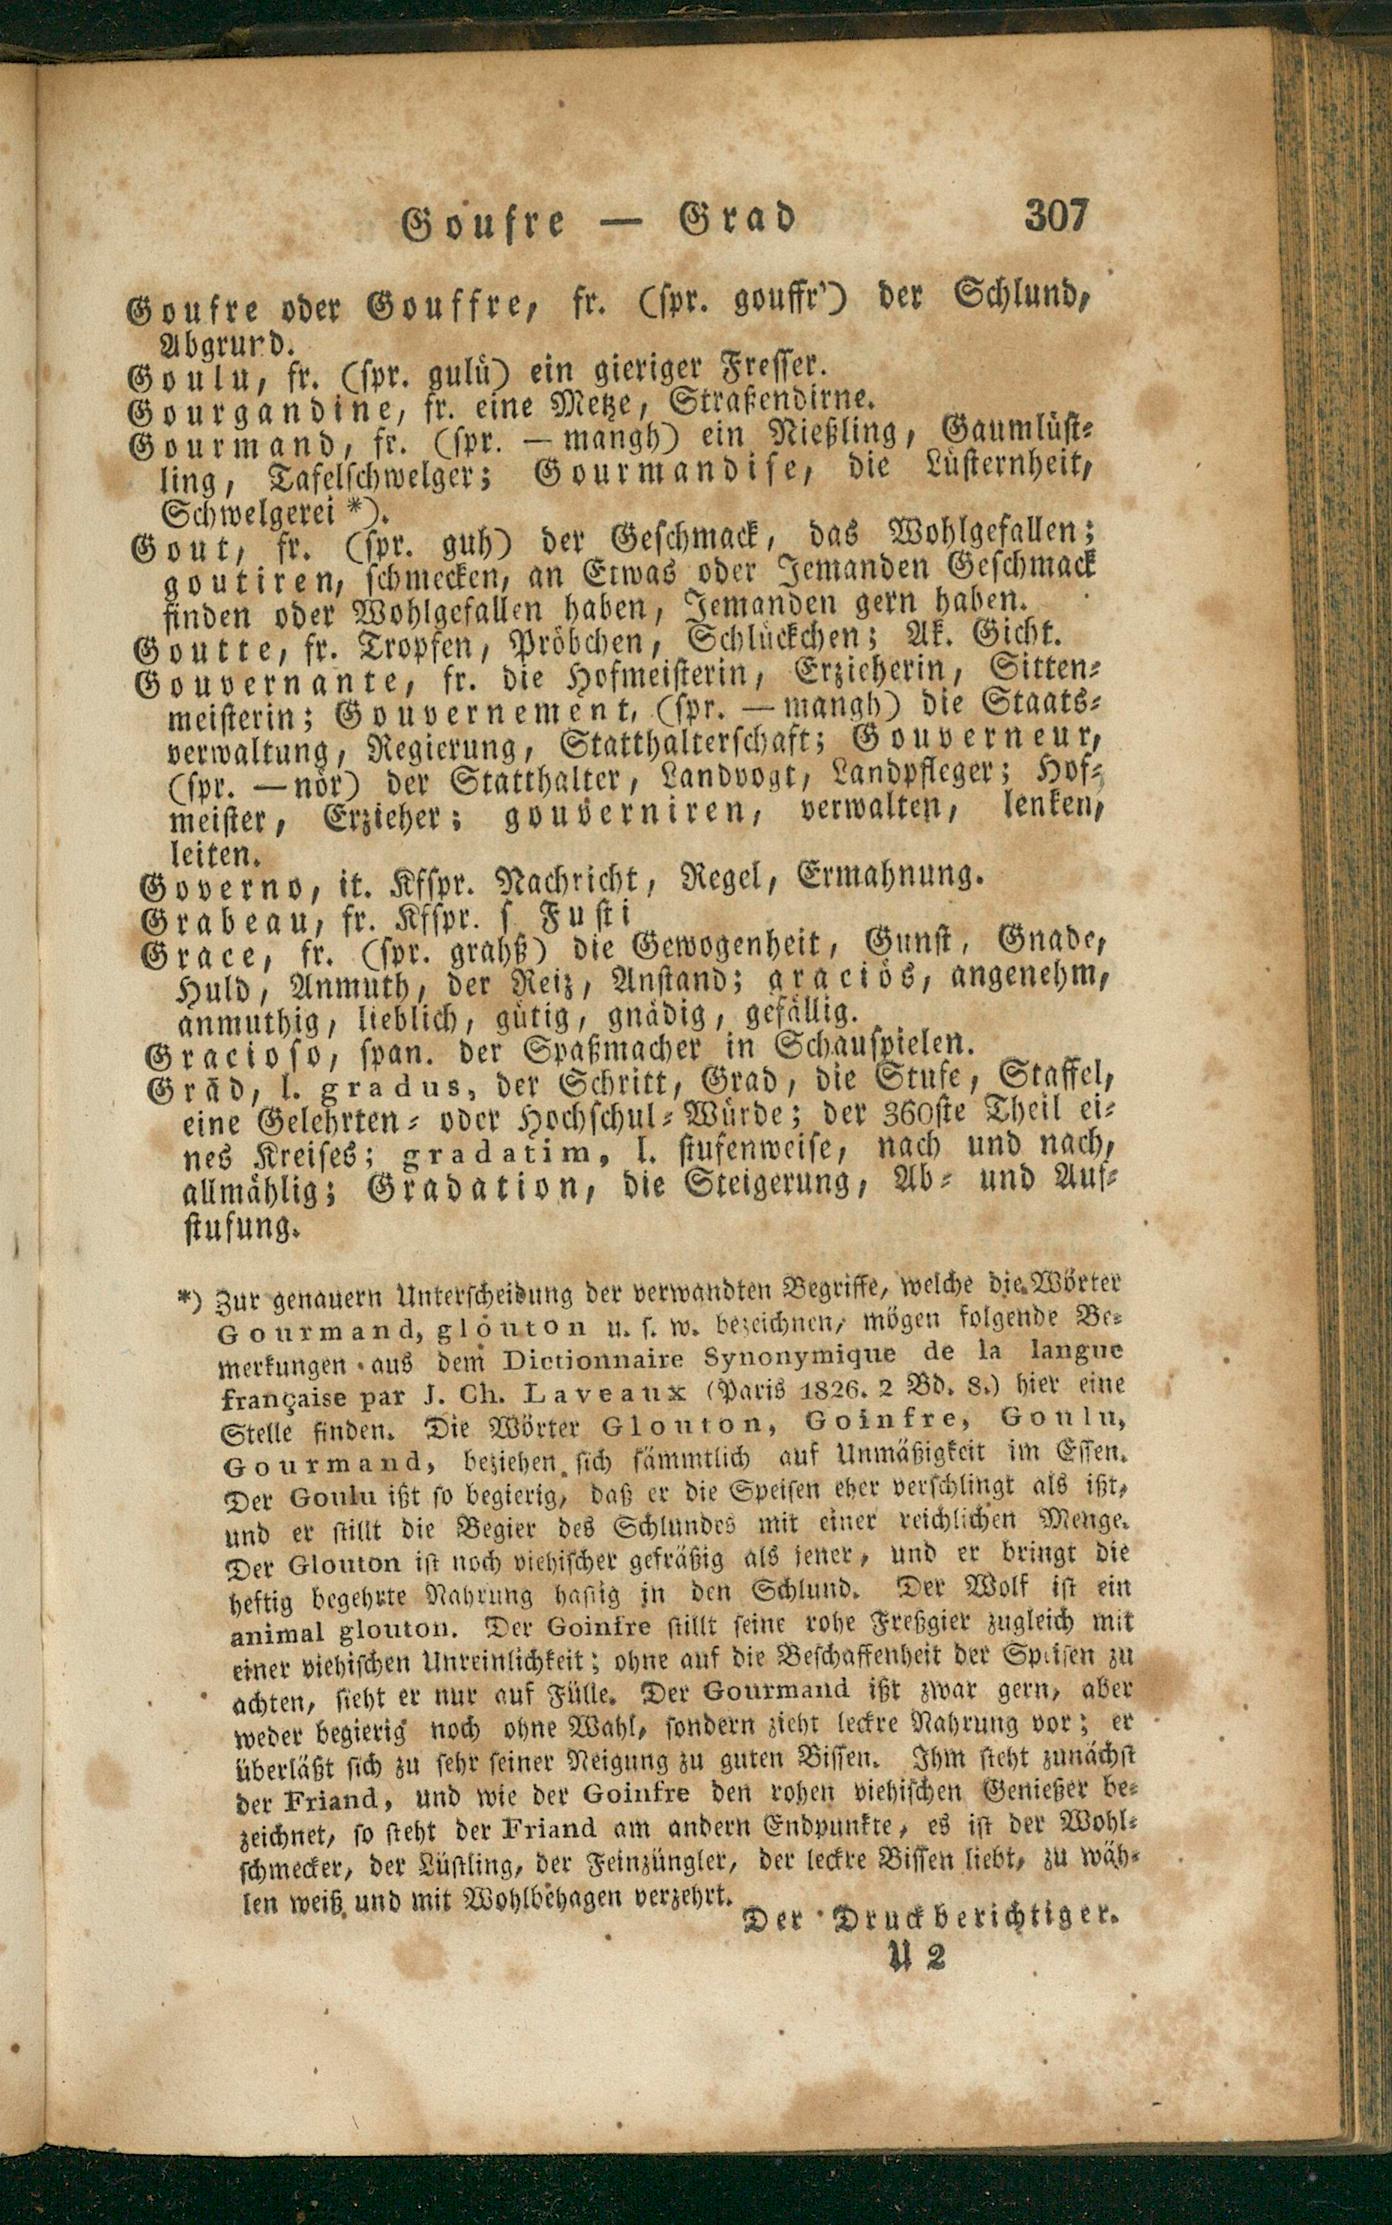 Goufre — Grad 307
Goufre oder Gouffre, fr. (spr. gouffr') der Schlund,
Abgrund.
Goulu, fr. (spr. gulü) ein gieriger Fresser.
Gourgandine, fr. eine Metze, Straßendirne.
Gourmand, fr. (spr. — mangh) ein Nießling, Gaumlüst-
ling, Tafelschwelger; Gourmandise, die Lüsternheit,
Schwelgerei *).
Gout, fr. (spr. guh) der Geschmack, das Wohlgefallen;
goutiren, schmecken, an Etwas oder Jemanden Geschmack
finden oder Wohlgefallen haben, Jemanden gern haben.
Goutte, fr. Tropfen, Pröbchen, Schlückchen; Ak. Gicht.
Gouvernante, fr. die Hofmeisterin, Erzieherin, Sitten-
meisterin; Gouvernement, (spr. — mangh) die Staats-
verwaltung, Regierung, Statthalterschaft; Gouverneur,
(spr. — nör) der Statthalter, Landvogt, Landpfleger; Hof-
meister, Erzieher; gouverniren, verwalten, lenken,
leiten.
Governo, it. Kfspr. Nachricht, Regel, Ermahnung.
Grabeau, fr. Kfspr. s Fusti
Grace, fr. (spr. grahß) die Gewogenheit, Gunst, Gnade,
Huld, Anmuth, der Reiz, Anstand; graciös, angenehm,
anmuthig, lieblich, gütig, gnädig, gefällig.
Gracioso, span. der Spaßmacher in Schauspielen.
Grād, l. gradus, der Schritt, Grad, die Stufe, Staffel,
eine Gelehrten- oder Hochschul-Würde; der 360ste Theil ei-
nes Kreises; gradatim, l. stufenweise, nach und nach,
allmählig; Gradation, die Steigerung, Ab- und Auf-
stufung.
*) Zur genauern Unterscheidung der verwandten Begriffe, welche die Wörter
Gourmand, glouton u. s. w. bezeichnen, mögen folgende Be-
merkungen aus dem Dictionnaire Synonymique de la langue
française par J. Ch. Laveaux (Paris 1826. 2 Bd. 8.) hier eine
Stelle finden. Die Wörter Glouton, Goinfre, Goulu,
Gourmand, beziehen sich sämmtlich auf Unmäßigkeit im Essen.
Der Goulu ißt so begierig, daß er die Speisen eher verschlingt als ißt,
und er stillt die Begier des Schlundes mit einer reichlichen Menge.
Der Glouton ist noch viehischer gefräßig als jener, und er bringt die
heftig begehrte Nahrung hastig in den Schlund. Der Wolf ist ein
animal glouton. Der Goinfre stillt seine rohe Freßgier zugleich mit
einer viehischen Unreinlichkeit; ohne auf die Beschaffenheit der Speisen zu
achten, sieht er nur auf Fülle. Der Gourmand ißt zwar gern, aber
weder begierig noch ohne Wahl, sondern zieht leckre Nahrung vor; er
überläßt sich zu sehr seiner Neigung zu guten Bissen. Ihm steht zunächst
der Friand, und wie der Goinfre den rohen viehischen Genießer be-
zeichnet, so steht der Friand am andern Endpunkte, es ist der Wohl-
schmecker, der Lüstling, der Feinzüngler, der leckre Bissen liebt, zu wäh-
len weiß und mit Wohlbehagen verzehrt.
Der Druckberichtiger.
U 2